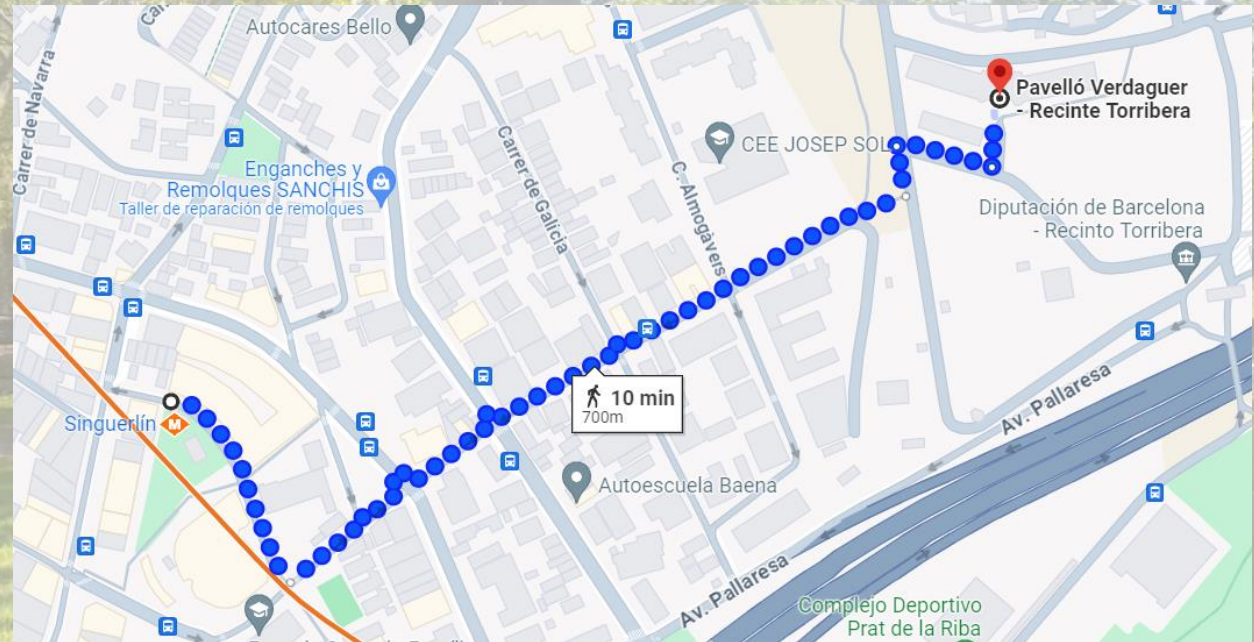 Autocares Bello
Carrer de Navarra
Enganches y
Remolques SANCHIS
Taller de reparación de remolques
Carrer de Galicia
C. Almogàvers
CEE JOSEP SOL
Pavelló Verdaguer
- Recinte Torribera
Diputación de Barcelona
- Recinto Torribera
10 min
700m
Singuerlín
M
Av. Pallaresa
Autoescuela Baena
Av. Pallaresa
Complejo Deportivo
Prat de la Riba